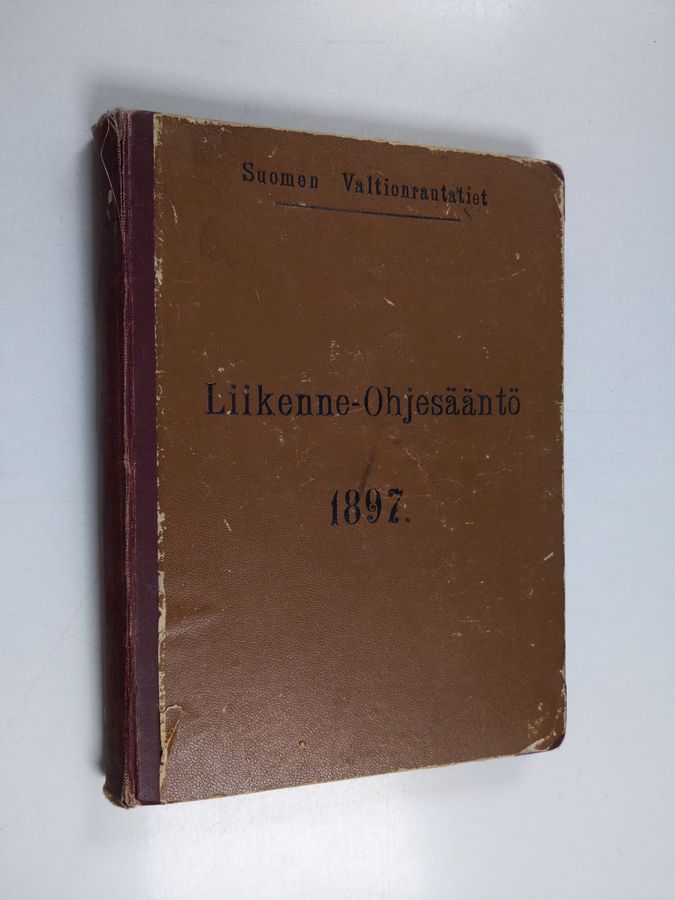 Suomen Valtionrautatiet
Liikenne-Ohjesääntö
1897.